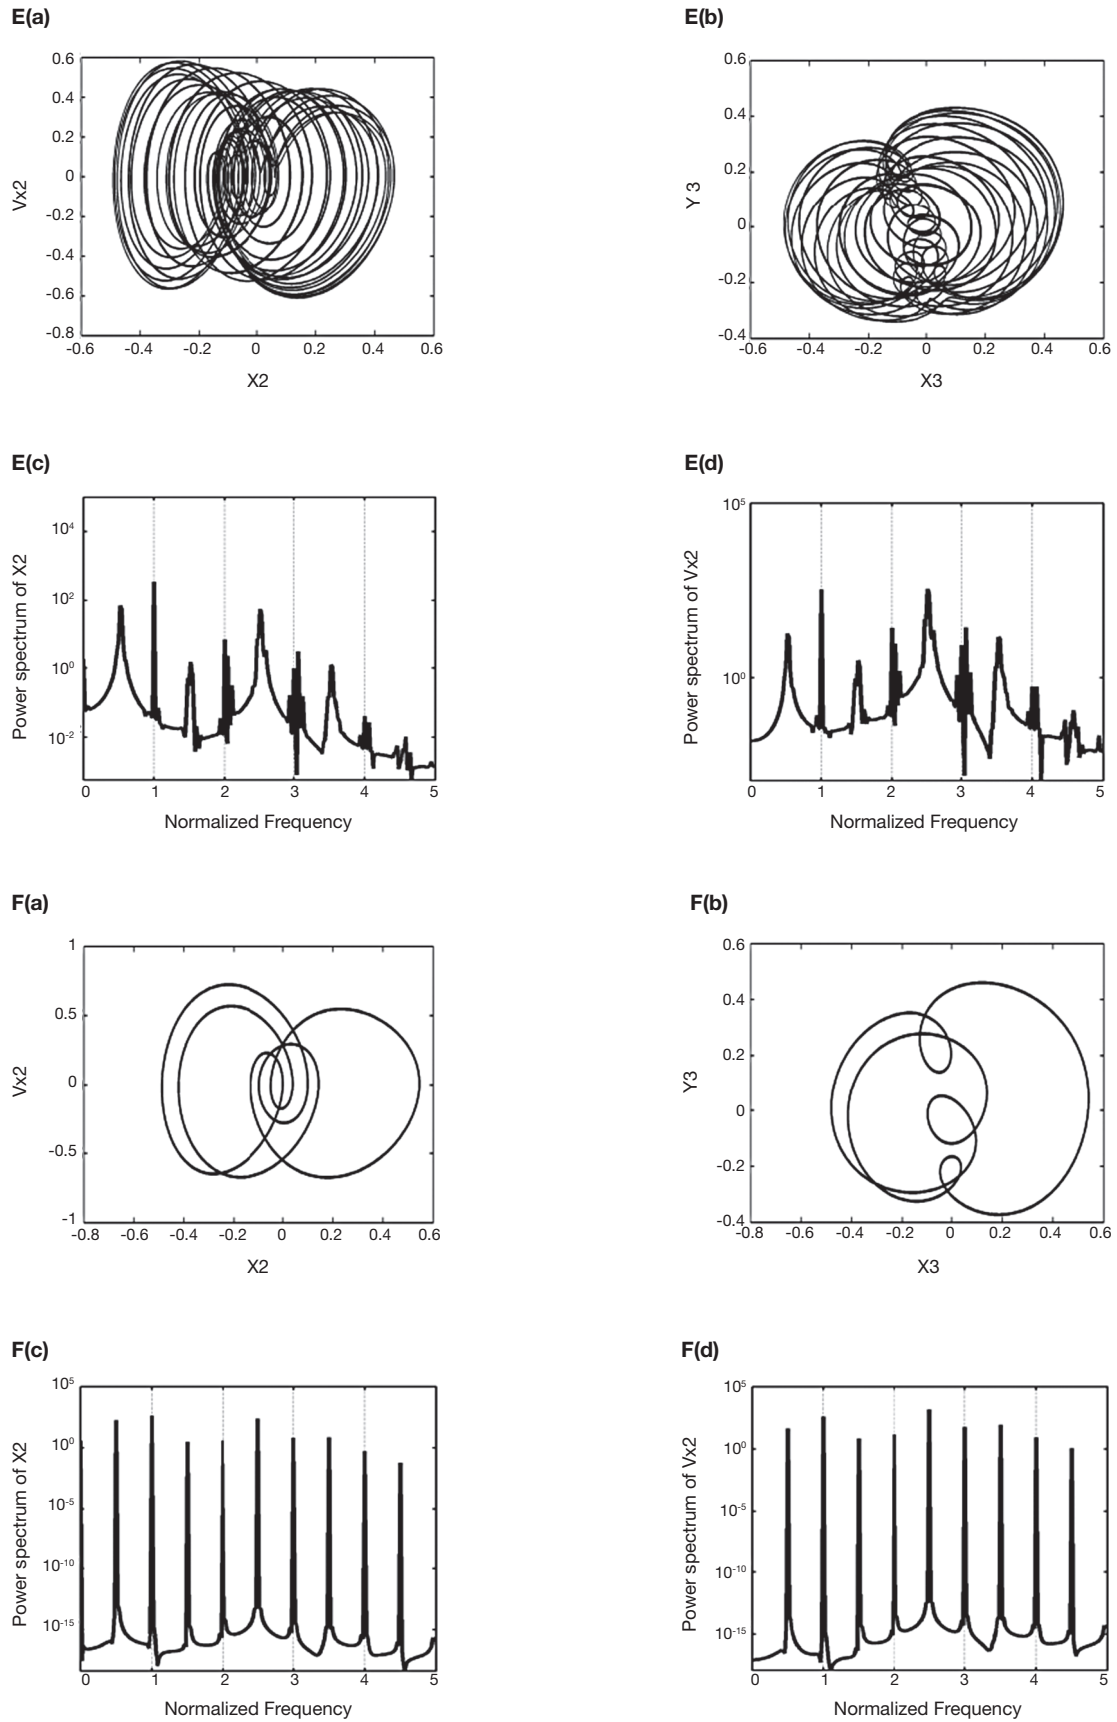 E(a)
E(b)
0.6
0.4
0.2
0
-0.2
-0.4
-0.6
-0.8
Vx2
-0.6 -0.4 -0.2 0 0.2 0.4 0.6
X2
0.6
0.4
0.2
0
-0.2
-0.4
Y 3
-0.6 -0.4 -0.2 0 0.2 0.4 0.6
X3
E(c)
E(d)
10⁴
10²
10⁰
10⁻²
Power spectrum of X2
0 1 2 3 4 5
Normalized Frequency
10⁵
10⁰
Power spectrum of Vx2
0 1 2 3 4 5
Normalized Frequency
F(a)
F(b)
1
0.5
0
-0.5
-1
Vx2
-0.8 -0.6 -0.4 -0.2 0 0.2 0.4 0.6
X2
0.6
0.4
0.2
0
-0.2
-0.4
Y3
-0.8 -0.6 -0.4 -0.2 0 0.2 0.4 0.6
X3
F(c)
F(d)
10⁵
10⁰
10⁻⁵
10⁻¹⁰
10⁻¹⁵
Power spectrum of X2
0 1 2 3 4 5
Normalized Frequency
10⁵
10⁰
10⁻⁵
10⁻¹⁰
10⁻¹⁵
Power spectrum of Vx2
0 1 2 3 4 5
Normalized Frequency